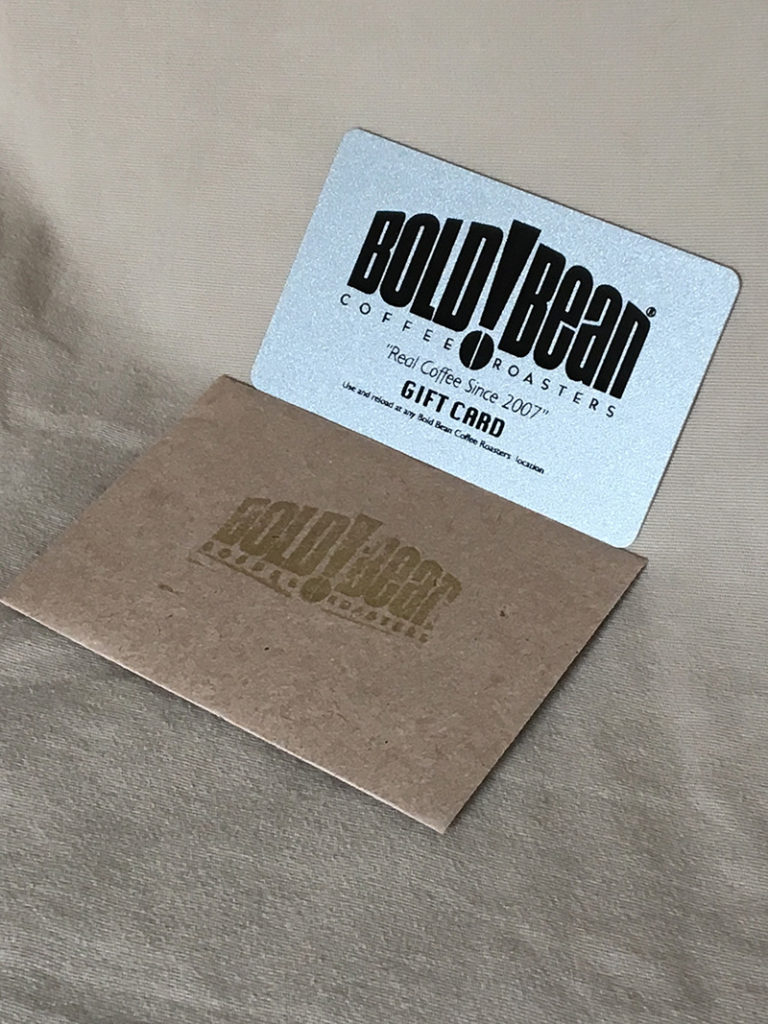 BOLD!Bean®
COFFEE ROASTERS
"Real Coffee Since 2007"
GIFT CARD
Use and reload at any Bold Bean Coffee Roasters location
BOLD!Bean
COFFEE ROASTERS